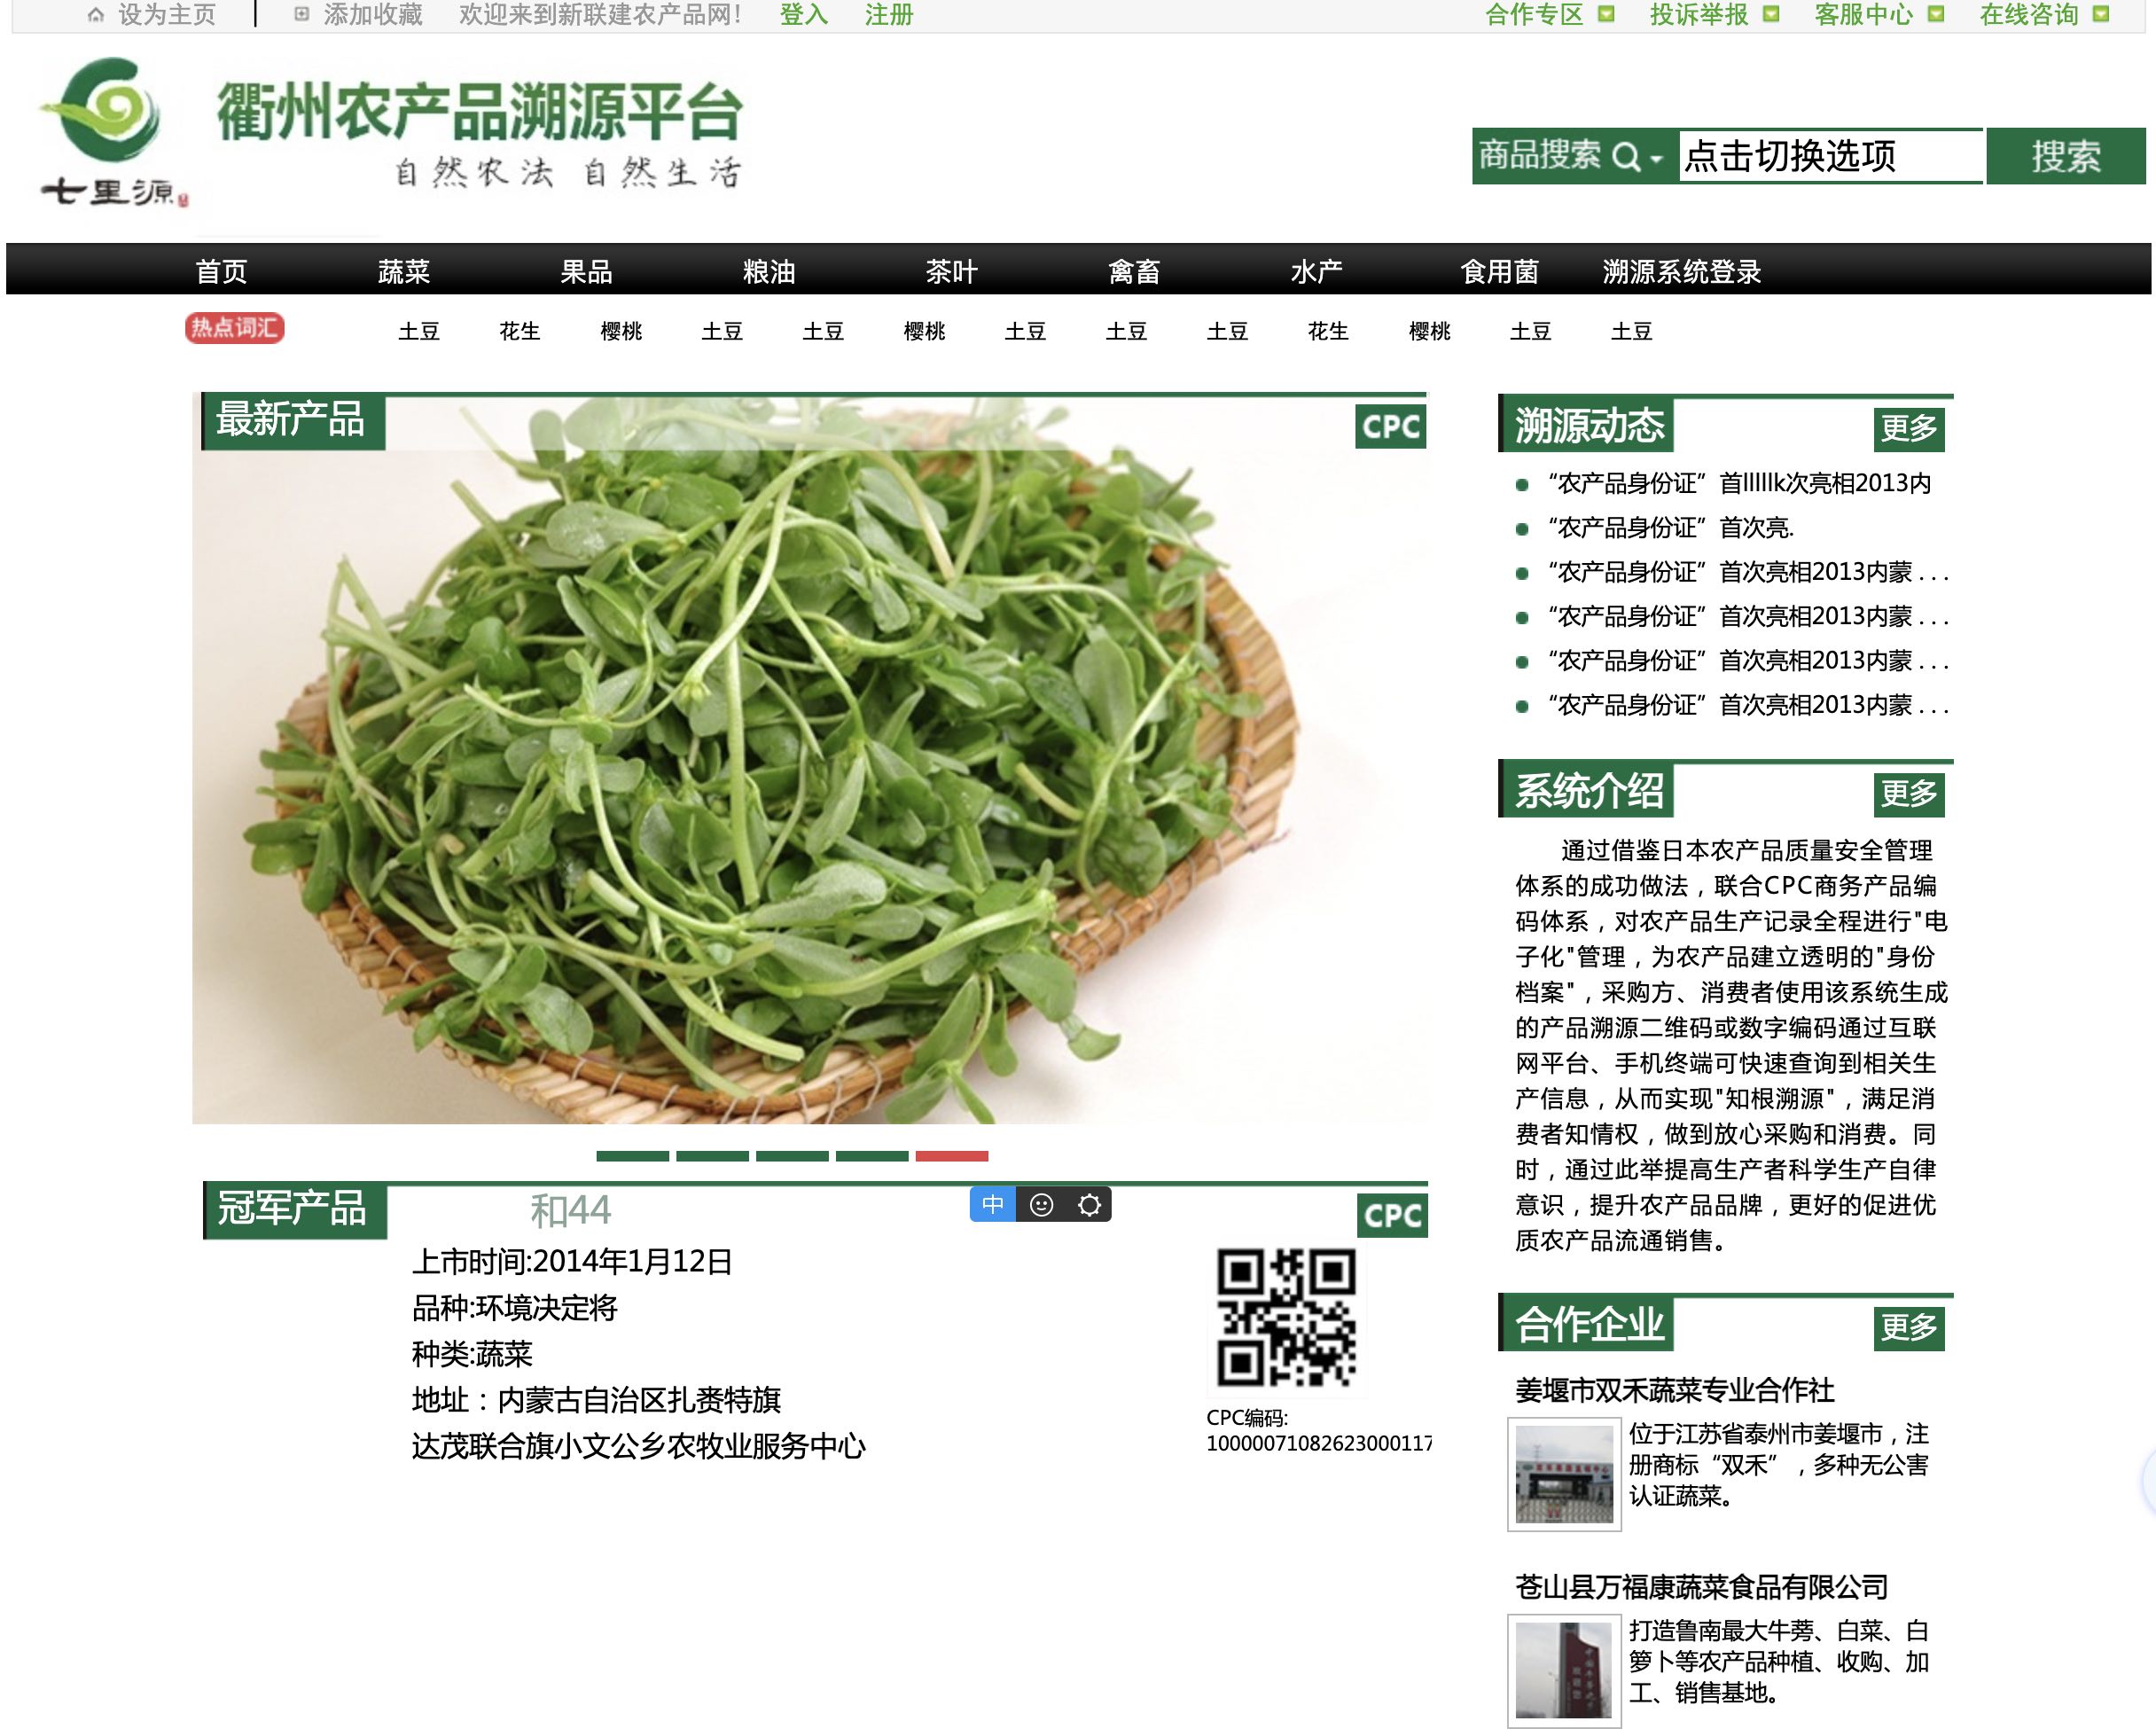 设为主页 添加收藏 欢迎来到新联建农产品网! 登入 注册 合作专区 投诉举报 客服中心 在线咨询
衢州农产品溯源平台
自然农法 自然生活
七里源
商品搜索 点击切换选项 搜索
首页 蔬菜 果品 粮油 茶叶 禽畜 水产 食用菌 溯源系统登录
热点词汇 土豆 花生 樱桃 土豆 土豆 樱桃 土豆 土豆 土豆 花生 樱桃 土豆 土豆
最新产品 CPC
冠军产品 和44 中 CPC
上市时间:2014年1月12日
品种:环境决定将
种类:蔬菜
地址：内蒙古自治区扎赉特旗
达茂联合旗小文公乡农牧业服务中心
CPC编码:
10000071082623000117
溯源动态 更多
“农产品身份证”首lllllk次亮相2013内
“农产品身份证”首次亮.
“农产品身份证”首次亮相2013内蒙 . . .
“农产品身份证”首次亮相2013内蒙 . . .
“农产品身份证”首次亮相2013内蒙 . . .
“农产品身份证”首次亮相2013内蒙 . . .
系统介绍 更多
通过借鉴日本农产品质量安全管理
体系的成功做法，联合CPC商务产品编
码体系，对农产品生产记录全程进行"电
子化"管理，为农产品建立透明的"身份
档案"，采购方、消费者使用该系统生成
的产品溯源二维码或数字编码通过互联
网平台、手机终端可快速查询到相关生
产信息，从而实现"知根溯源"，满足消
费者知情权，做到放心采购和消费。同
时，通过此举提高生产者科学生产自律
意识，提升农产品品牌，更好的促进优
质农产品流通销售。
合作企业 更多
姜堰市双禾蔬菜专业合作社
位于江苏省泰州市姜堰市，注
册商标“双禾”，多种无公害
认证蔬菜。
苍山县万福康蔬菜食品有限公司
打造鲁南最大牛蒡、白菜、白
箩卜等农产品种植、收购、加
工、销售基地。